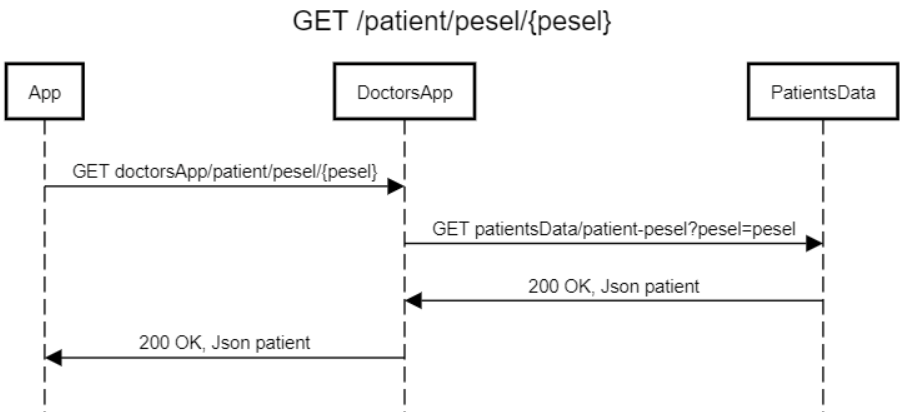 GET /patient/pesel/{pesel}
App
DoctorsApp
PatientsData
GET doctorsApp/patient/pesel/{pesel}
GET patientsData/patient-pesel?pesel=pesel
200 OK, Json patient
200 OK, Json patient